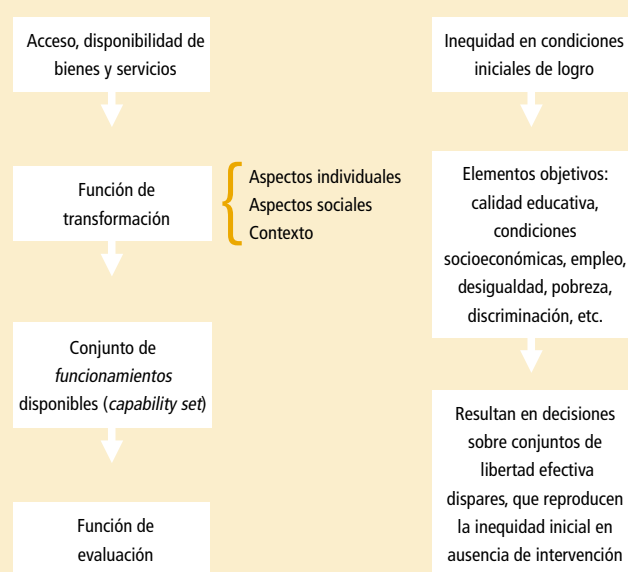 Acceso, disponibilidad de
bienes y servicios
Función de
transformación
Aspectos individuales
Aspectos sociales
Contexto
Conjunto de
funcionamientos
disponibles (capability set)
Función de
evaluación
Inequidad en condiciones
iniciales de logro
Elementos objetivos:
calidad educativa,
condiciones
socioeconómicas, empleo,
desigualdad, pobreza,
discriminación, etc.
Resultan en decisiones
sobre conjuntos de
libertad efectiva
dispares, que reproducen
la inequidad inicial en
ausencia de intervención